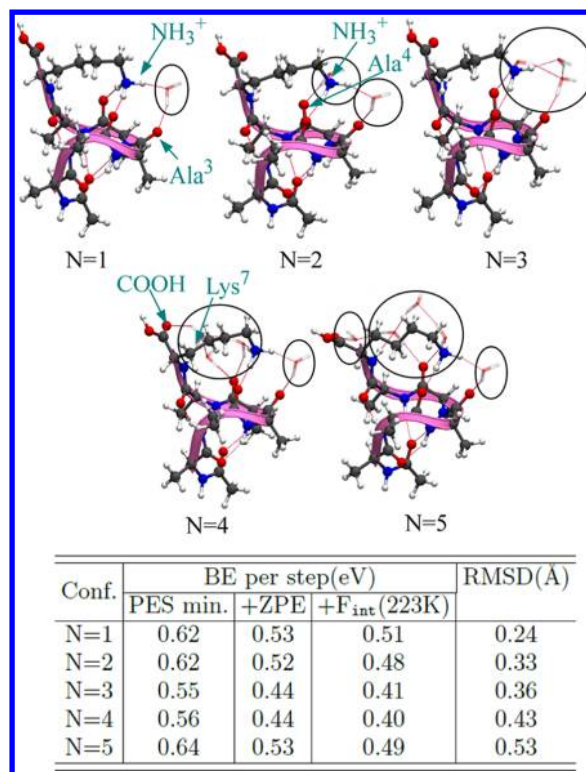 NH₃⁺
NH₃⁺
Ala⁴
Ala³
N=1
N=2
N=3
COOH
Lys⁷
N=4
N=5
Conf. BE per step(eV) RMSD(Å)
PES min. +ZPE +F_int(223K)
N=1 0.62 0.53 0.51 0.24
N=2 0.62 0.52 0.48 0.33
N=3 0.55 0.44 0.41 0.36
N=4 0.56 0.44 0.40 0.43
N=5 0.64 0.53 0.49 0.53